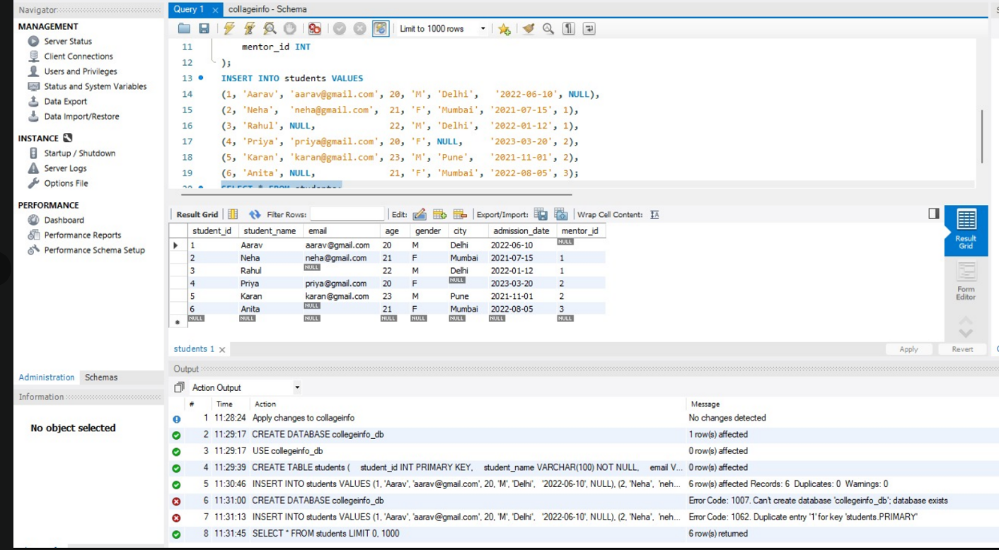 Navigator
MANAGEMENT
Server Status
Client Connections
Users and Privileges
Status and System Variables
Data Export
Data Import/Restore
INSTANCE
Startup / Shutdown
Server Logs
Options File
PERFORMANCE
Dashboard
Performance Reports
Performance Schema Setup
Administration Schemas
Information
No object selected
Query 1 collageinfo - Schema
Limit to 1000 rows
11 mentor_id INT
12 );
13 INSERT INTO students VALUES
14 (1, 'Aarav', 'aarav@gmail.com', 20, 'M', 'Delhi', '2022-06-10', NULL),
15 (2, 'Neha', 'neha@gmail.com', 21, 'F', 'Mumbai', '2021-07-15', 1),
16 (3, 'Rahul', NULL, 22, 'M', 'Delhi', '2022-01-12', 1),
17 (4, 'Priya', 'priya@gmail.com', 20, 'F', NULL, '2023-03-20', 2),
18 (5, 'Karan', 'karan@gmail.com', 23, 'M', 'Pune', '2021-11-01', 2),
19 (6, 'Anita', NULL, 21, 'F', 'Mumbai', '2022-08-05', 3);
20 SELECT * FROM students;
Result Grid Filter Rows: Edit: Export/Import: Wrap Cell Content:
student_id student_name email age gender city admission_date mentor_id
1 Aarav aarav@gmail.com 20 M Delhi 2022-06-10 NULL
2 Neha neha@gmail.com 21 F Mumbai 2021-07-15 1
3 Rahul NULL 22 M Delhi 2022-01-12 1
4 Priya priya@gmail.com 20 F NULL 2023-03-20 2
5 Karan karan@gmail.com 23 M Pune 2021-11-01 2
6 Anita NULL 21 F Mumbai 2022-08-05 3
NULL NULL NULL NULL NULL NULL NULL NULL
Result
Grid
Form
Editor
students 1 Apply Revert
Output
Action Output
# Time Action Message
1 11:28:24 Apply changes to collageinfo No changes detected
2 11:29:17 CREATE DATABASE collegeinfo_db 1 row(s) affected
3 11:29:17 USE collegeinfo_db 0 row(s) affected
4 11:29:39 CREATE TABLE students ( student_id INT PRIMARY KEY, student_name VARCHAR(100) NOT NULL, email V... 0 row(s) affected
5 11:30:46 INSERT INTO students VALUES (1, 'Aarav', 'aarav@gmail.com', 20, 'M', 'Delhi', '2022-06-10', NULL), (2, 'Neha', 'neh... 6 row(s) affected Records: 6 Duplicates: 0 Warnings: 0
6 11:31:00 CREATE DATABASE collegeinfo_db Error Code: 1007. Can't create database 'collegeinfo_db'; database exists
7 11:31:13 INSERT INTO students VALUES (1, 'Aarav', 'aarav@gmail.com', 20, 'M', 'Delhi', '2022-06-10', NULL), (2, 'Neha', 'neh... Error Code: 1062. Duplicate entry '1' for key 'students.PRIMARY'
8 11:31:45 SELECT * FROM students LIMIT 0, 1000 6 row(s) returned